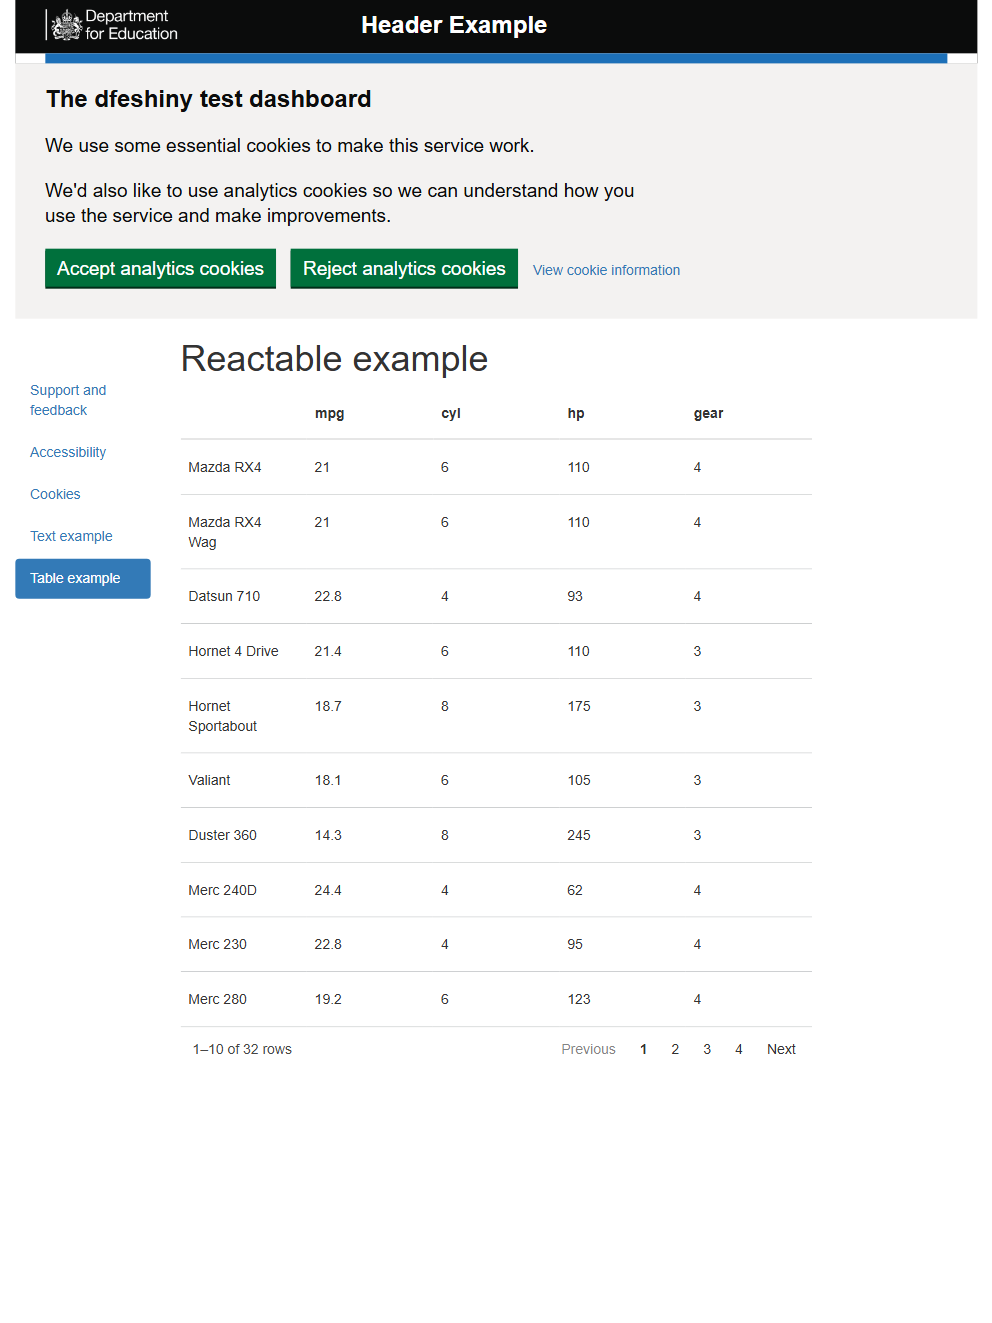 Department
for Education
Header Example
The dfeshiny test dashboard
We use some essential cookies to make this service work.
We'd also like to use analytics cookies so we can understand how you
use the service and make improvements.
Accept analytics cookies Reject analytics cookies View cookie information
Support and
feedback
Accessibility
Cookies
Text example
Table example
Reactable example
mpg cyl hp gear
Mazda RX4 21 6 110 4
Mazda RX4
Wag 21 6 110 4
Datsun 710 22.8 4 93 4
Hornet 4 Drive 21.4 6 110 3
Hornet
Sportabout 18.7 8 175 3
Valiant 18.1 6 105 3
Duster 360 14.3 8 245 3
Merc 240D 24.4 4 62 4
Merc 230 22.8 4 95 4
Merc 280 19.2 6 123 4
1–10 of 32 rows Previous 1 2 3 4 Next